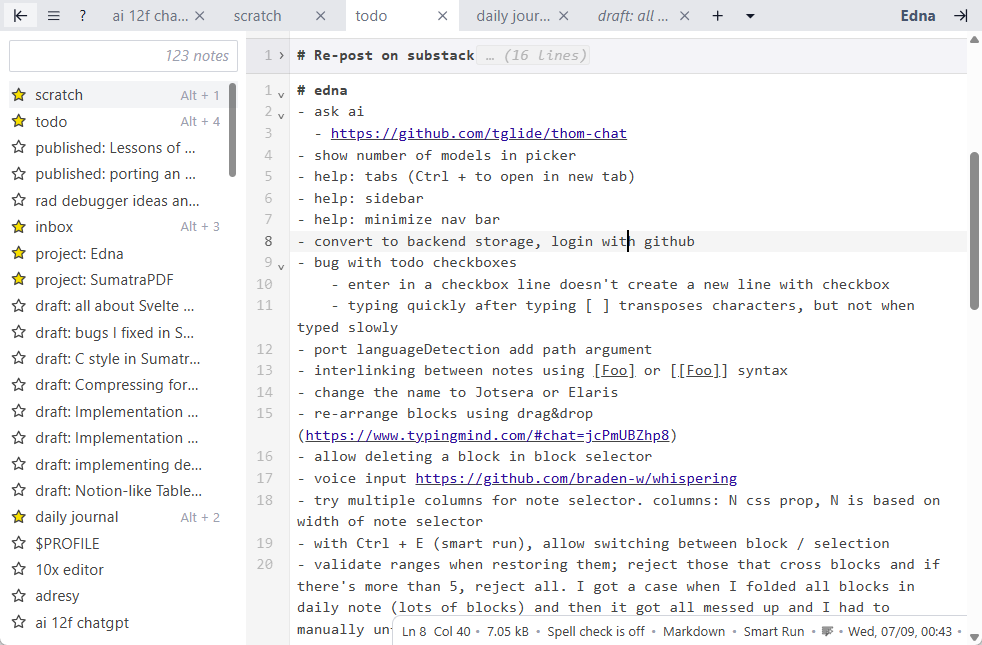 ? ai 12f cha... scratch todo daily jour... draft: all ... + Edna
123 notes
scratch Alt + 1
todo Alt + 4
published: Lessons of ...
published: porting an ...
rad debugger ideas an...
inbox Alt + 3
project: Edna
project: SumatraPDF
draft: all about Svelte ...
draft: bugs I fixed in S...
draft: C style in Sumatr...
draft: Compressing for...
draft: Implementation ...
draft: Implementation ...
draft: implementing de...
draft: Notion-like Table...
daily journal Alt + 2
$PROFILE
10x editor
adresy
ai 12f chatgpt
1 # Re-post on substack … (16 lines)
1 # edna
2 - ask ai
3 - https://github.com/tglide/thom-chat
4 - show number of models in picker
5 - help: tabs (Ctrl + to open in new tab)
6 - help: sidebar
7 - help: minimize nav bar
8 - convert to backend storage, login with github
9 - bug with todo checkboxes
10 - enter in a checkbox line doesn't create a new line with checkbox
11 - typing quickly after typing [ ] transposes characters, but not when
typed slowly
12 - port languageDetection add path argument
13 - interlinking between notes using [Foo] or [[Foo]] syntax
14 - change the name to Jotsera or Elaris
15 - re-arrange blocks using drag&drop
(https://www.typingmind.com/#chat=jcPmUBZhp8)
16 - allow deleting a block in block selector
17 - voice input https://github.com/braden-w/whispering
18 - try multiple columns for note selector. columns: N css prop, N is based on
width of note selector
19 - with Ctrl + E (smart run), allow switching between block / selection
20 - validate ranges when restoring them; reject those that cross blocks and if
there's more than 5, reject all. I got a case when I folded all blocks in
daily note (lots of blocks) and then it got all messed up and I had to
manually
Ln 8 Col 40 • 7.05 kB • Spell check is off • Markdown • Smart Run • Wed, 07/09, 00:43 •